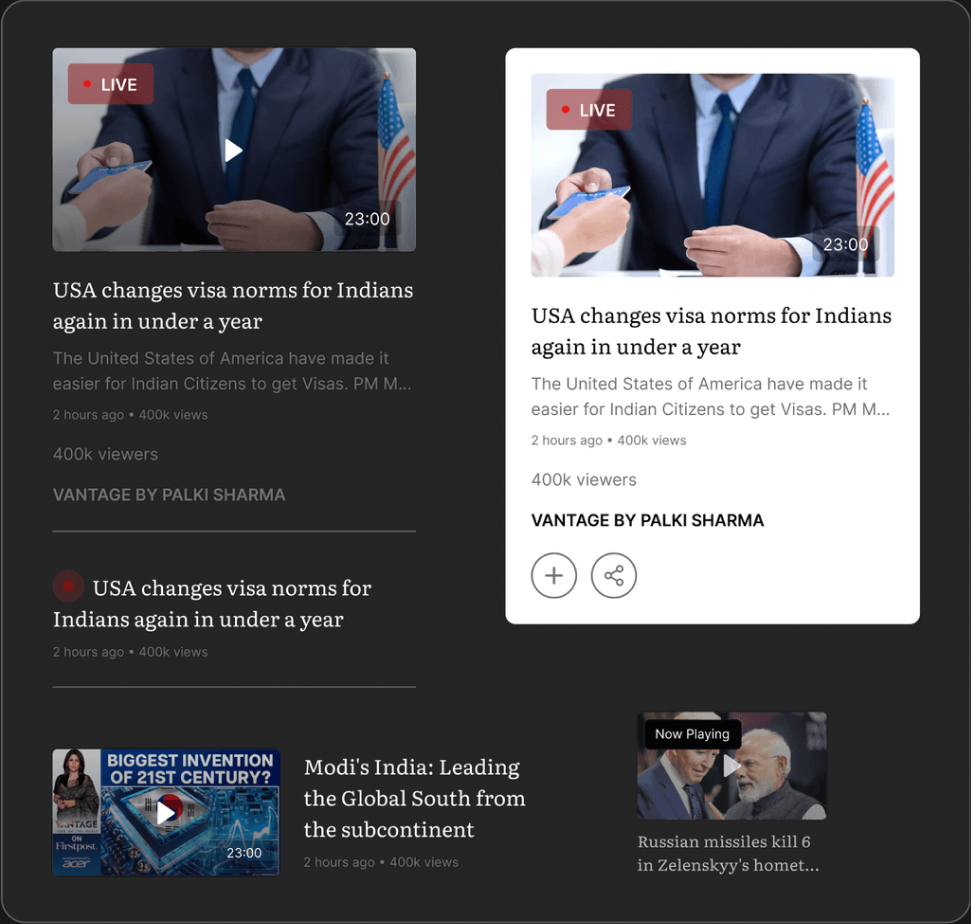 LIVE
23:00
USA changes visa norms for Indians
again in under a year
The United States of America have made it
easier for Indian Citizens to get Visas. PM M...
2 hours ago • 400k views
400k viewers
VANTAGE BY PALKI SHARMA
USA changes visa norms for
Indians again in under a year
2 hours ago • 400k views
LIVE
23:00
USA changes visa norms for Indians
again in under a year
The United States of America have made it
easier for Indian Citizens to get Visas. PM M...
2 hours ago • 400k views
400k viewers
VANTAGE BY PALKI SHARMA
BIGGEST INVENTION
OF 21ST CENTURY?
VANTAGE
ON
Firstpost.
acer
23:00
Modi's India: Leading
the Global South from
the subcontinent
2 hours ago • 400k views
Now Playing
Russian missiles kill 6
in Zelenskyy's homet...